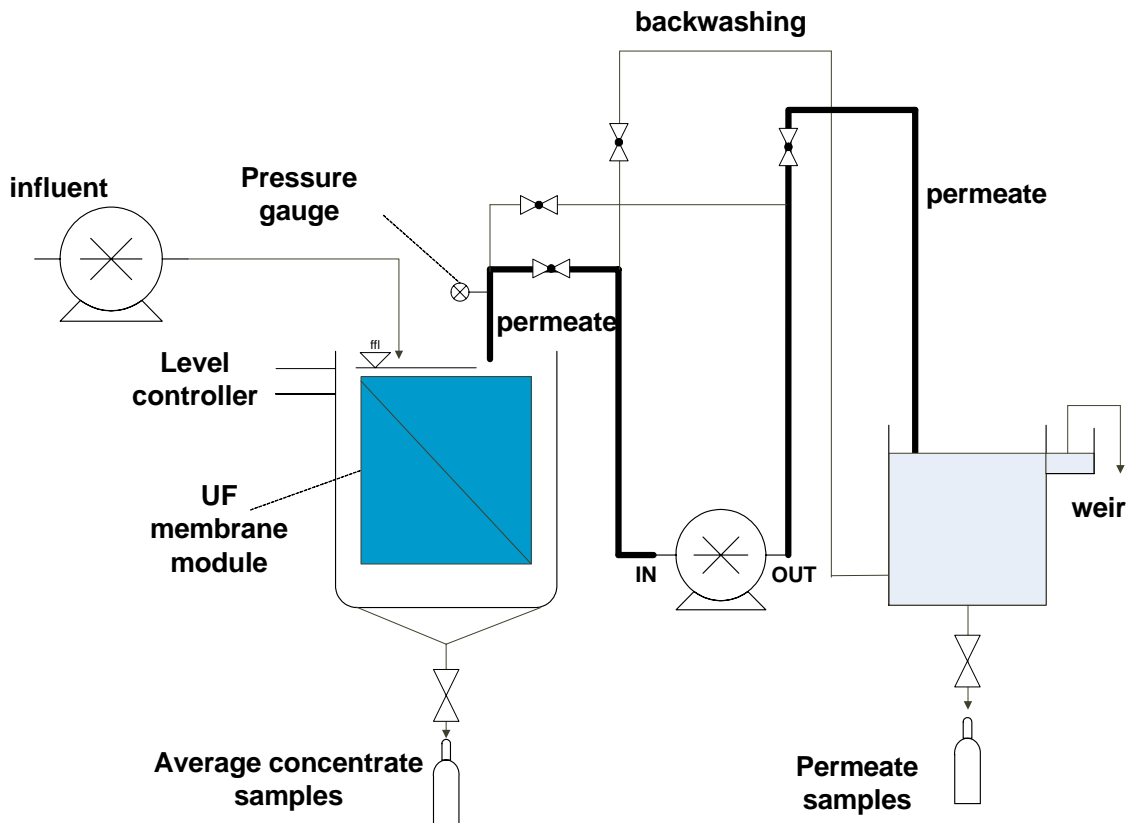 backwashing
influent
Pressure
gauge
permeate
permeate
ffl
Level
controller
UF
membrane
module
weir
IN
OUT
Average concentrate
samples
Permeate
samples